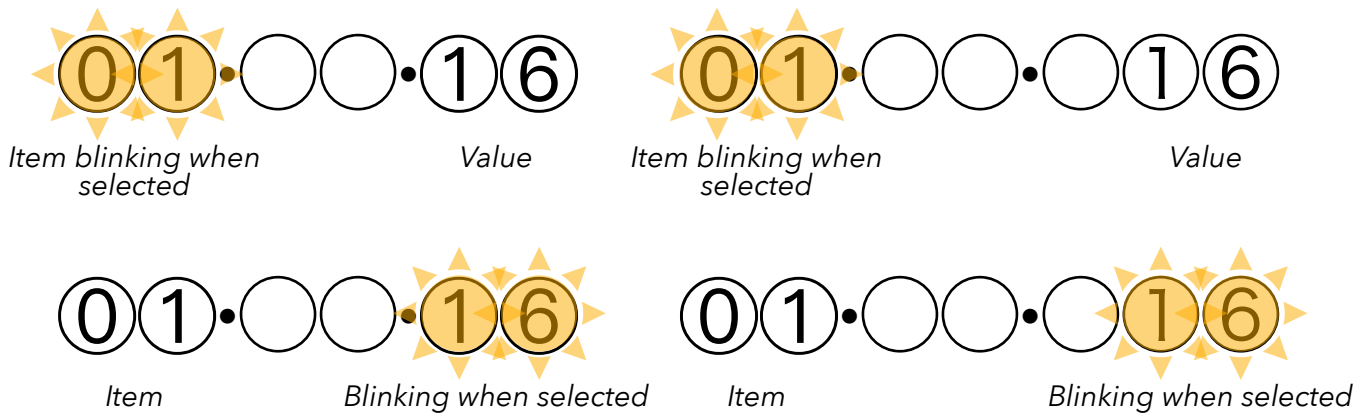 01 • • 16 01 • • 16
Item blinking when selected Value Item blinking when selected Value
01 • • 16 01 • • 16
Item Blinking when selected Item Blinking when selected